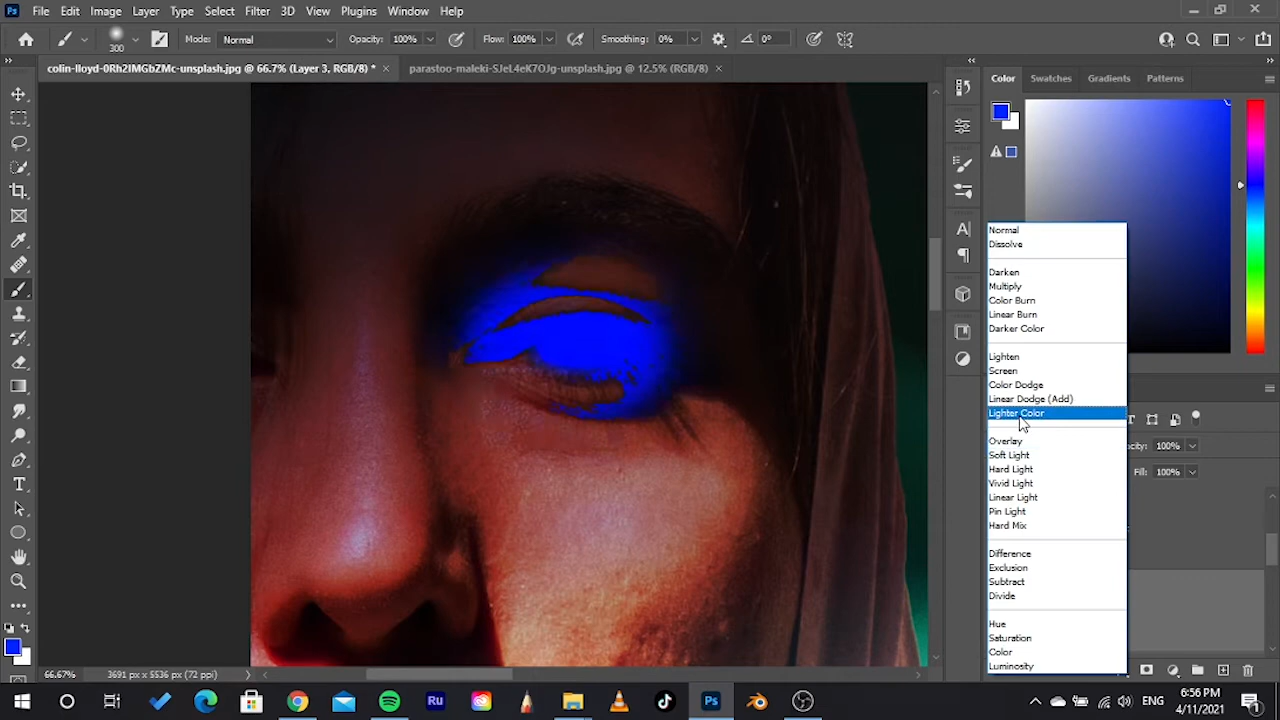 Ps File Edit Image Layer Type Select Filter 3D View Plugins Window Help
300 Mode: Normal Opacity: 100% Flow: 100% Smoothing: 0% 0°
colin-lloyd-0Rh2IMGbZMc-unsplash.jpg @ 66.7% (Layer 3, RGB/8) * × parastoo-maleki-SJeL4eK7OJg-unsplash.jpg @ 12.5% (RGB/8) ×
Color Swatches Gradients Patterns
Normal
Dissolve
Darken
Multiply
Color Burn
Linear Burn
Darker Color
Lighten
Screen
Color Dodge
Linear Dodge (Add)
Lighter Color
Overlay
Soft Light
Hard Light
Vivid Light
Linear Light
Pin Light
Hard Mix
Difference
Exclusion
Subtract
Divide
Hue
Saturation
Color
Luminosity
100%
Fill: 100%
66.67% 3691 px x 5536 px (72 ppi)
Ru Ps ENG 6:56 PM
4/11/2021